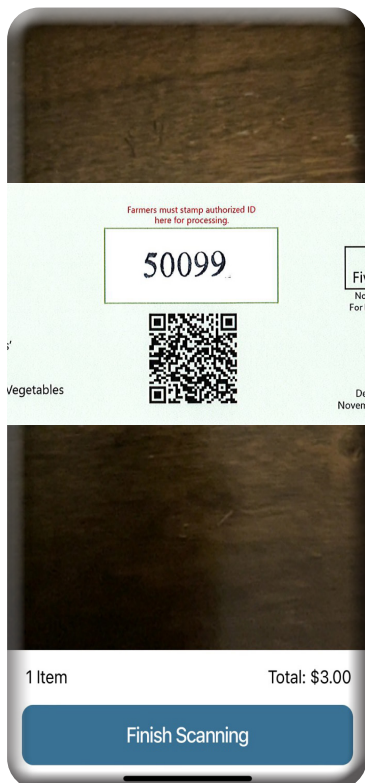 Farmers must stamp authorized ID
here for processing.
50099
Vegetables
1 Item
Total: $3.00
Finish Scanning